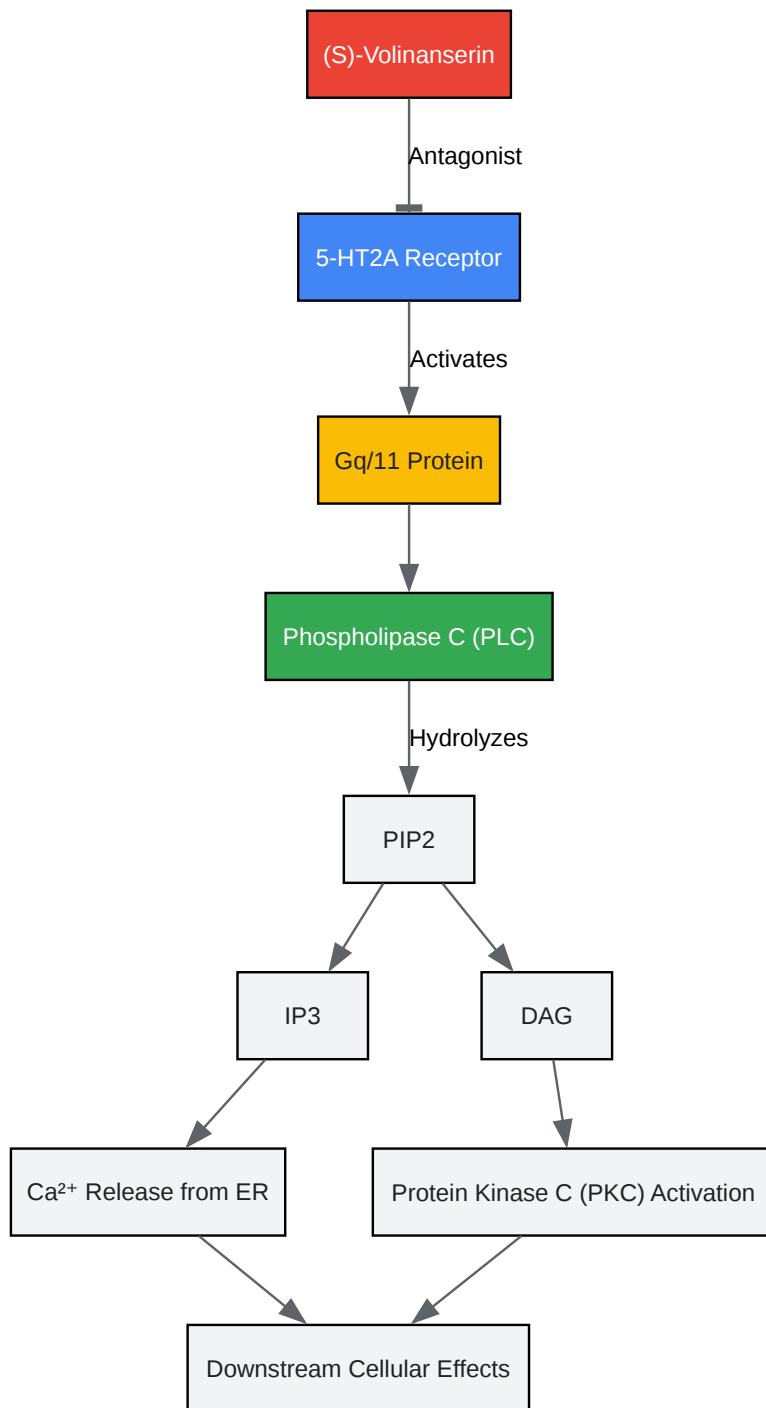 (S)-Volinanserin
Antagonist
5-HT2A Receptor
Activates
Gq/11 Protein
Phospholipase C (PLC)
Hydrolyzes
PIP2
IP3
DAG
Ca²⁺ Release from ER
Protein Kinase C (PKC) Activation
Downstream Cellular Effects